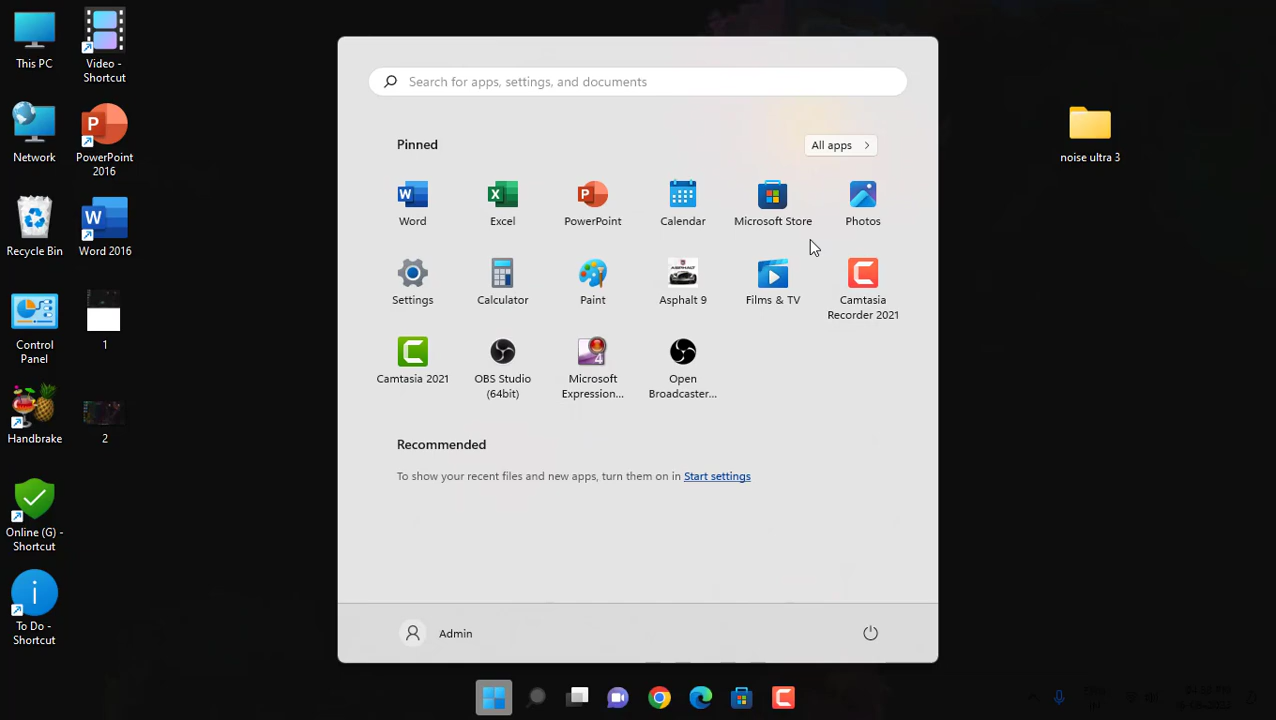 This PC
Video -
Shortcut
Network
PowerPoint
2016
Recycle Bin
Word 2016
Control
Panel
1
Handbrake
2
Online (G) -
Shortcut
To Do -
Shortcut
Search for apps, settings, and documents
Pinned
All apps
Word
Excel
PowerPoint
Calendar
Microsoft Store
Photos
Settings
Calculator
Paint
ASPHALT
Asphalt 9
Films & TV
Camtasia
Recorder 2021
Camtasia 2021
OBS Studio
(64bit)
Microsoft
Expression...
Open
Broadcaster...
Recommended
To show your recent files and new apps, turn them on in Start settings
Admin
noise ultra 3